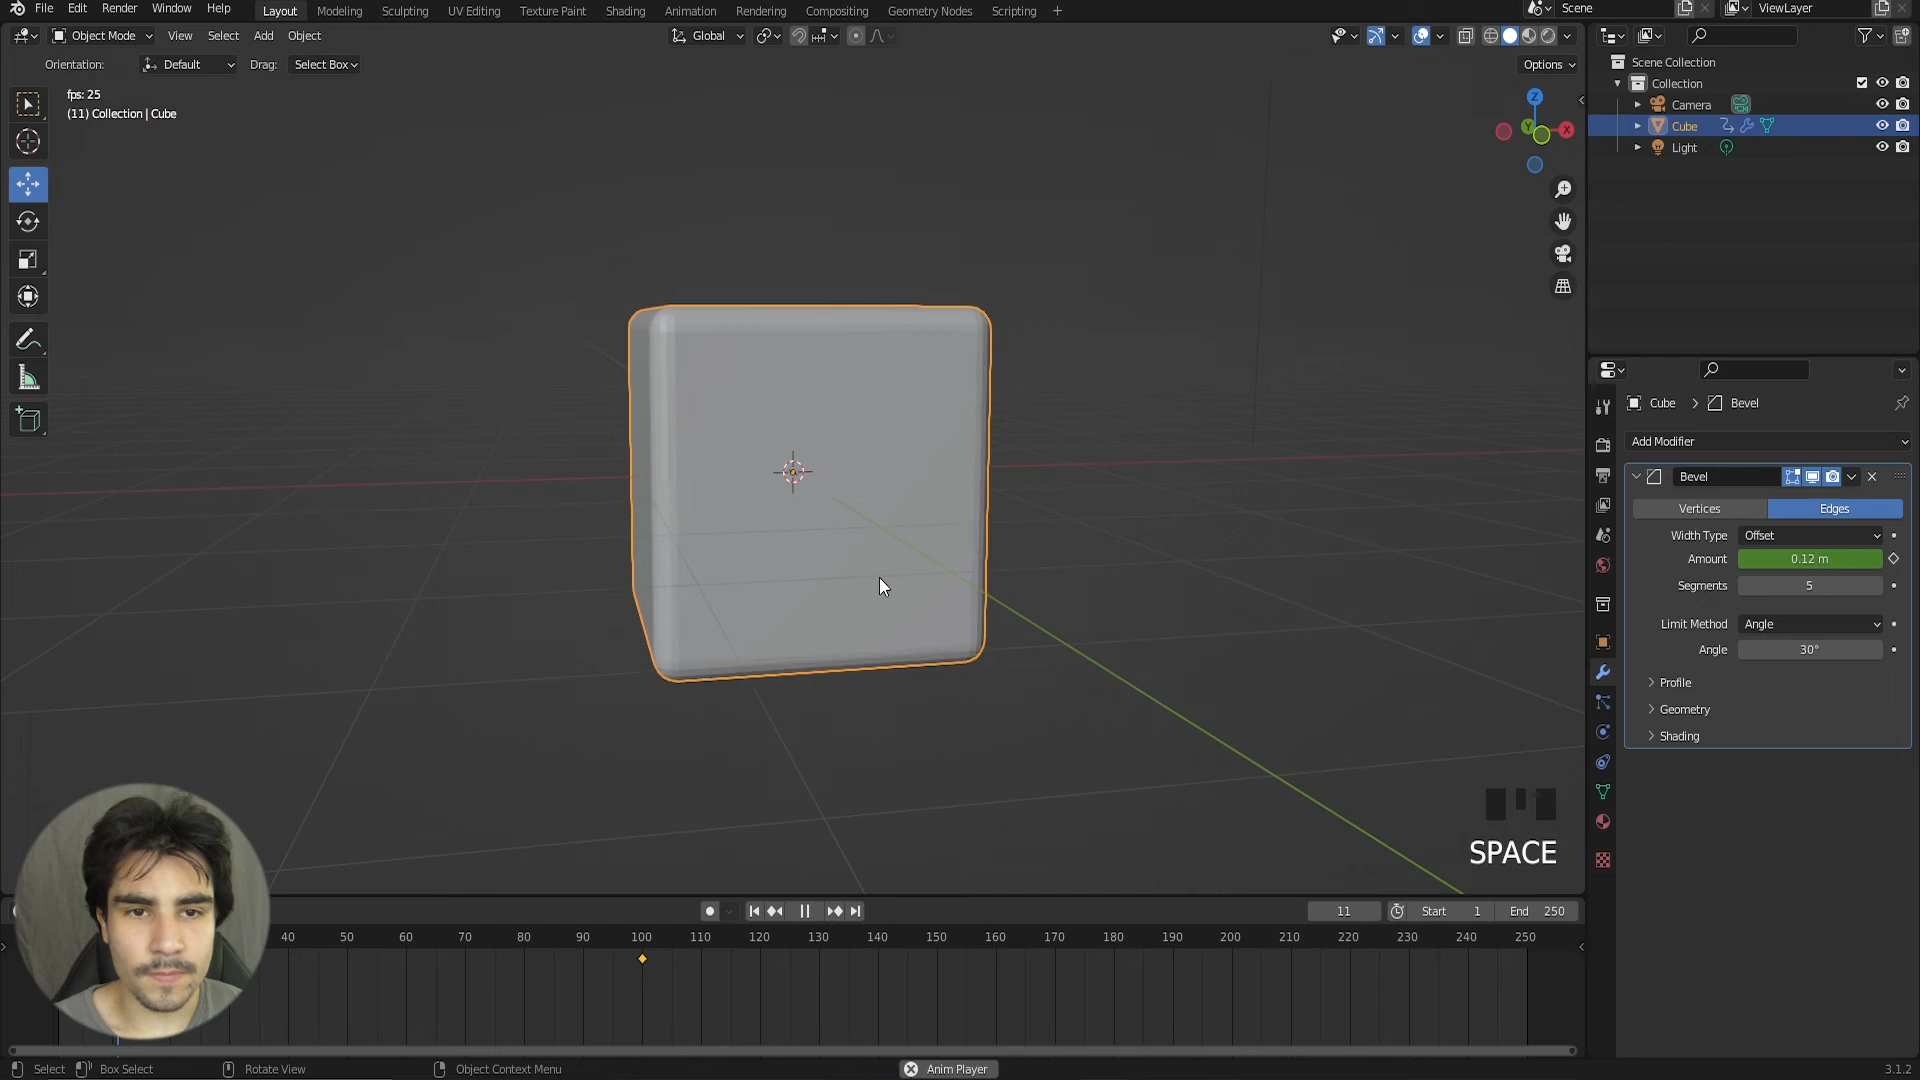 File Edit Render Window Help Layout Modeling Sculpting UV Editing Texture Paint Shading Animation Rendering Compositing Geometry Nodes Scripting + Scene ViewLayer
Object Mode View Select Add Object Global
Orientation: Default Drag: Select Box Options
fps: 25
(11) Collection | Cube
Z
X
Y
Scene Collection
Collection
Camera
Cube
Light
Cube > Bevel
Add Modifier
Bevel
Vertices Edges
Width Type Offset
Amount 0.12 m
Segments 5
Limit Method Angle
Angle 30°
Profile
Geometry
Shading
SPACE
11 Start 1 End 250
40 50 60 70 80 90 100 110 120 130 140 150 160 170 180 190 200 210 220 230 240 250
Select Box Select Rotate View Object Context Menu Anim Player 3.1.2